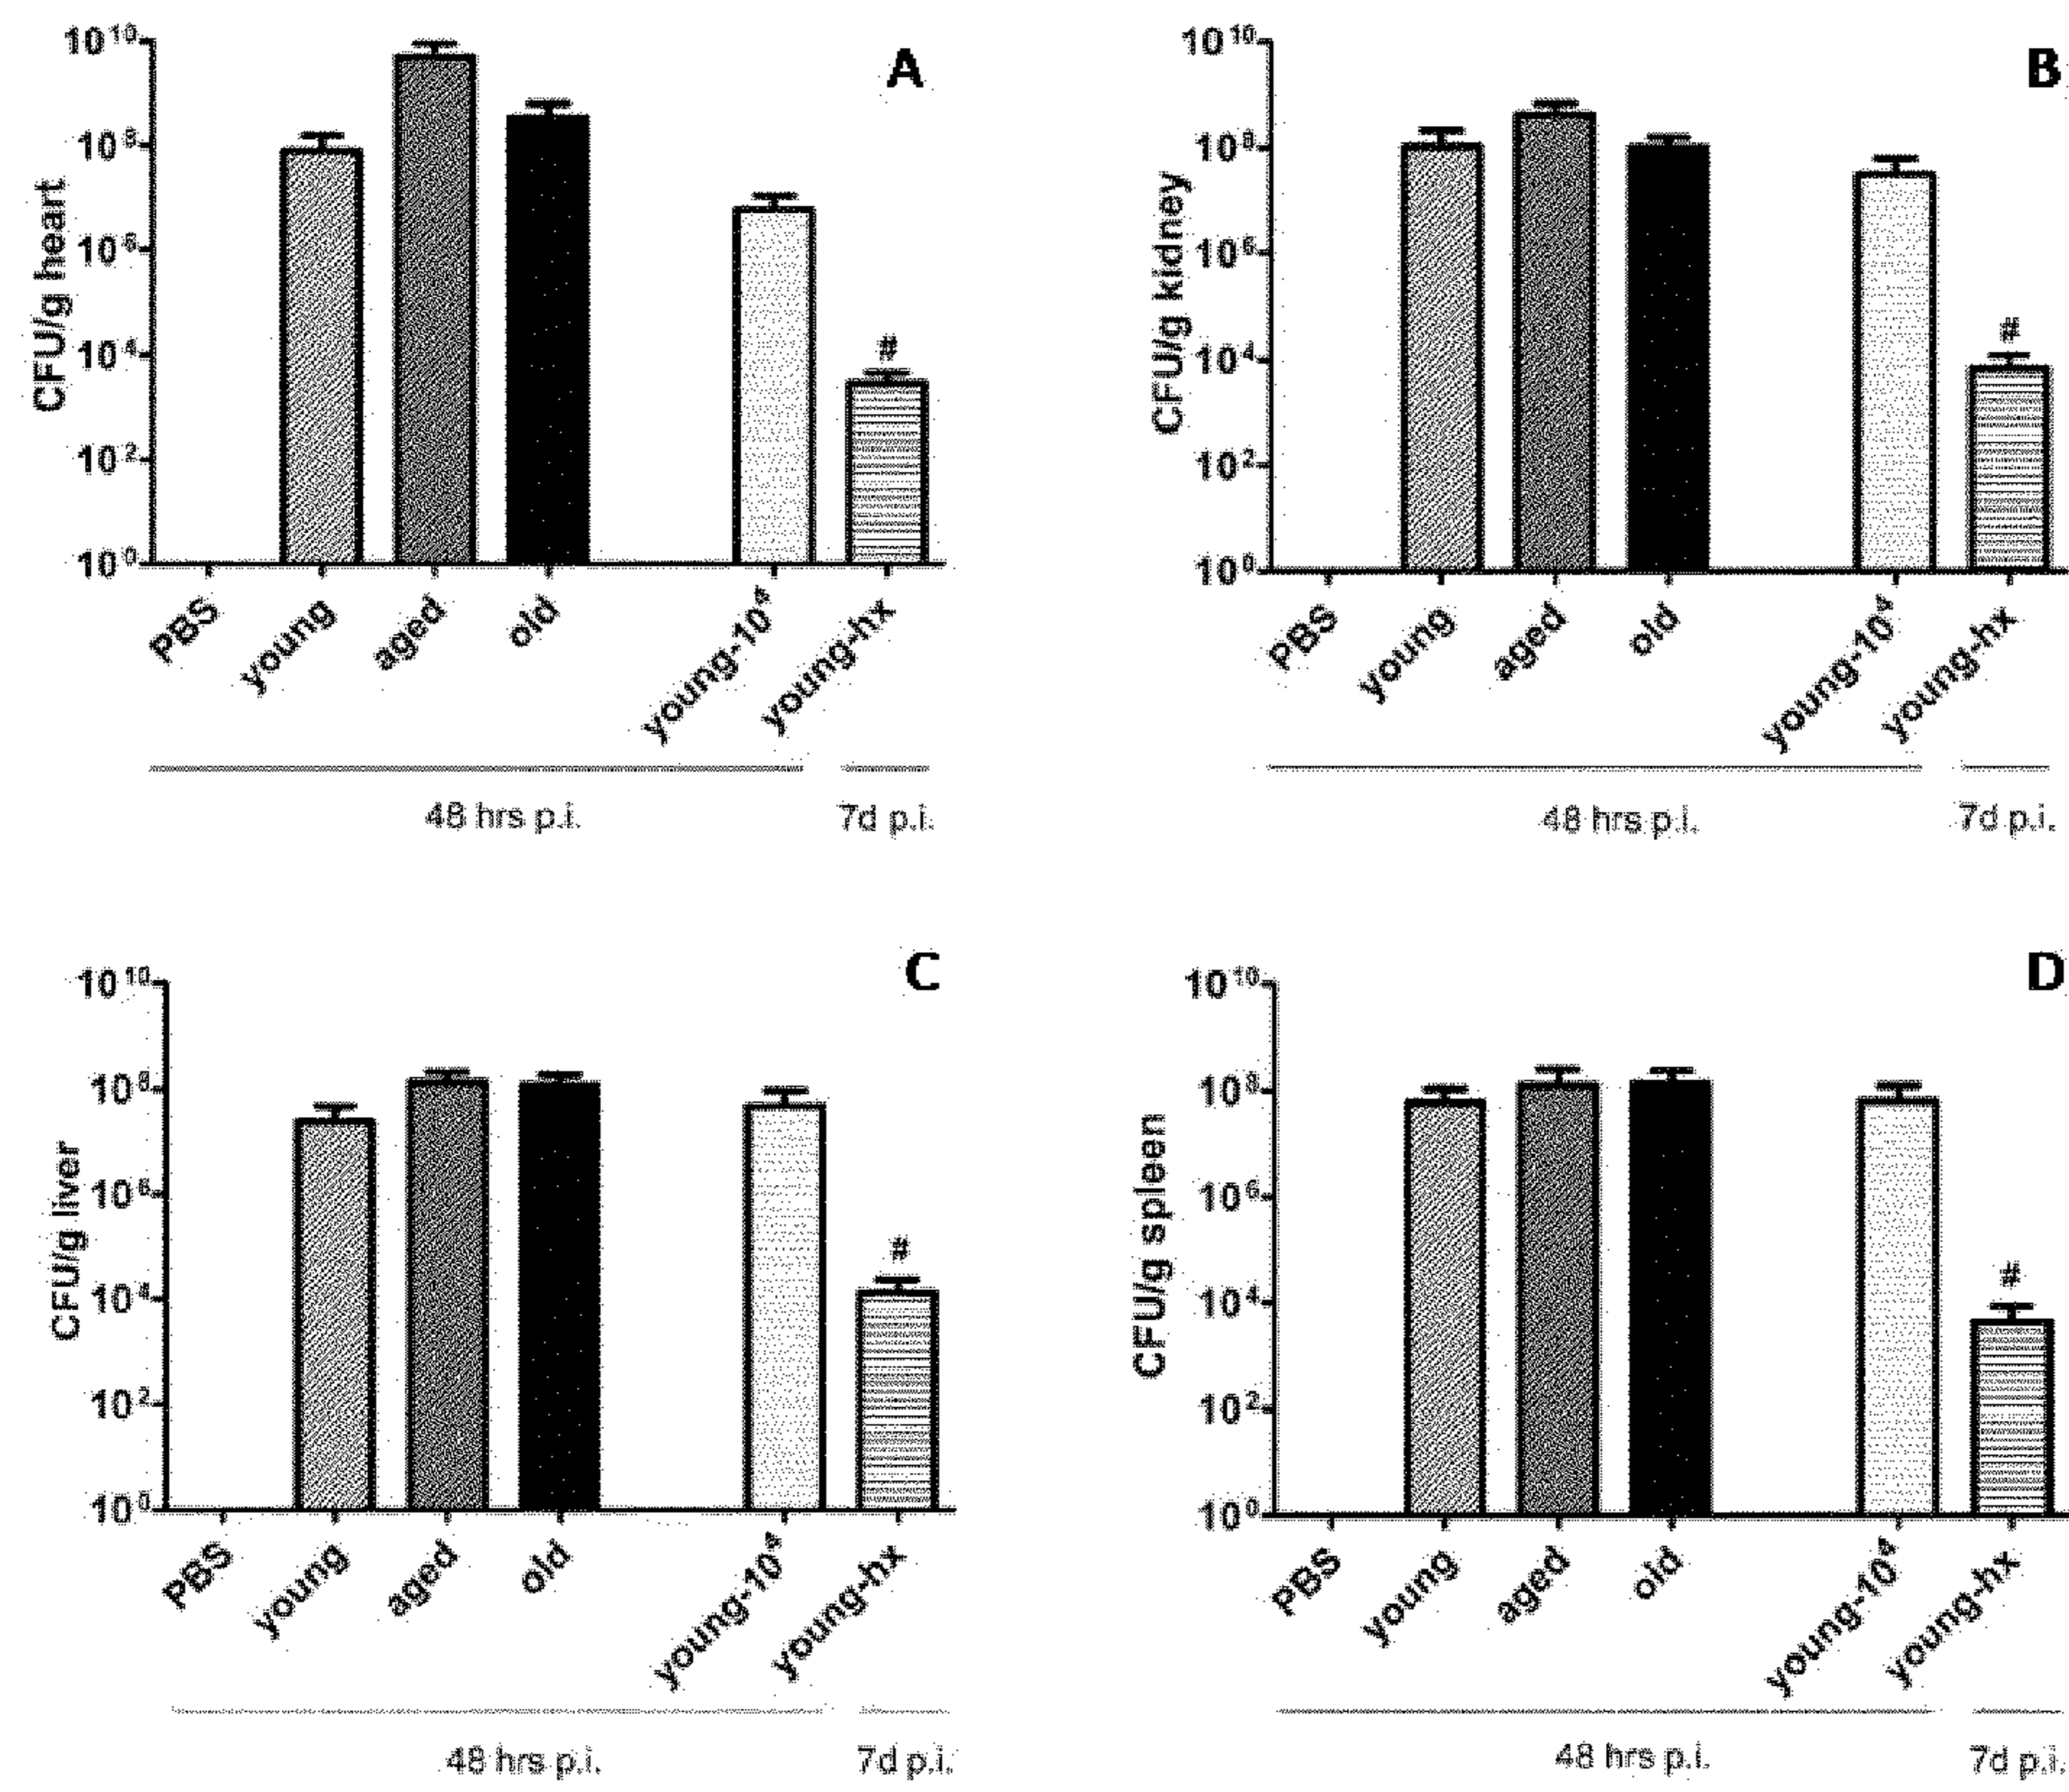 A
CFU/g heart
10¹⁰
10⁸
10⁶
10⁴
10²
10⁰
#
PBS
young
aged
old
young-10⁴
young-hx
48 hrs p.i.
7d p.i.
B
CFU/g kidney
10¹⁰
10⁸
10⁶
10⁴
10²
10⁰
#
PBS
young
aged
old
young-10⁴
young-hx
48 hrs p.i.
7d p.i.
C
CFU/g liver
10¹⁰
10⁸
10⁶
10⁴
10²
10⁰
#
PBS
young
aged
old
young-10⁴
young-hx
48 hrs p.i.
7d p.i.
D
CFU/g spleen
10¹⁰
10⁸
10⁶
10⁴
10²
10⁰
#
PBS
young
aged
old
young-10⁴
young-hx
48 hrs p.i.
7d p.i.